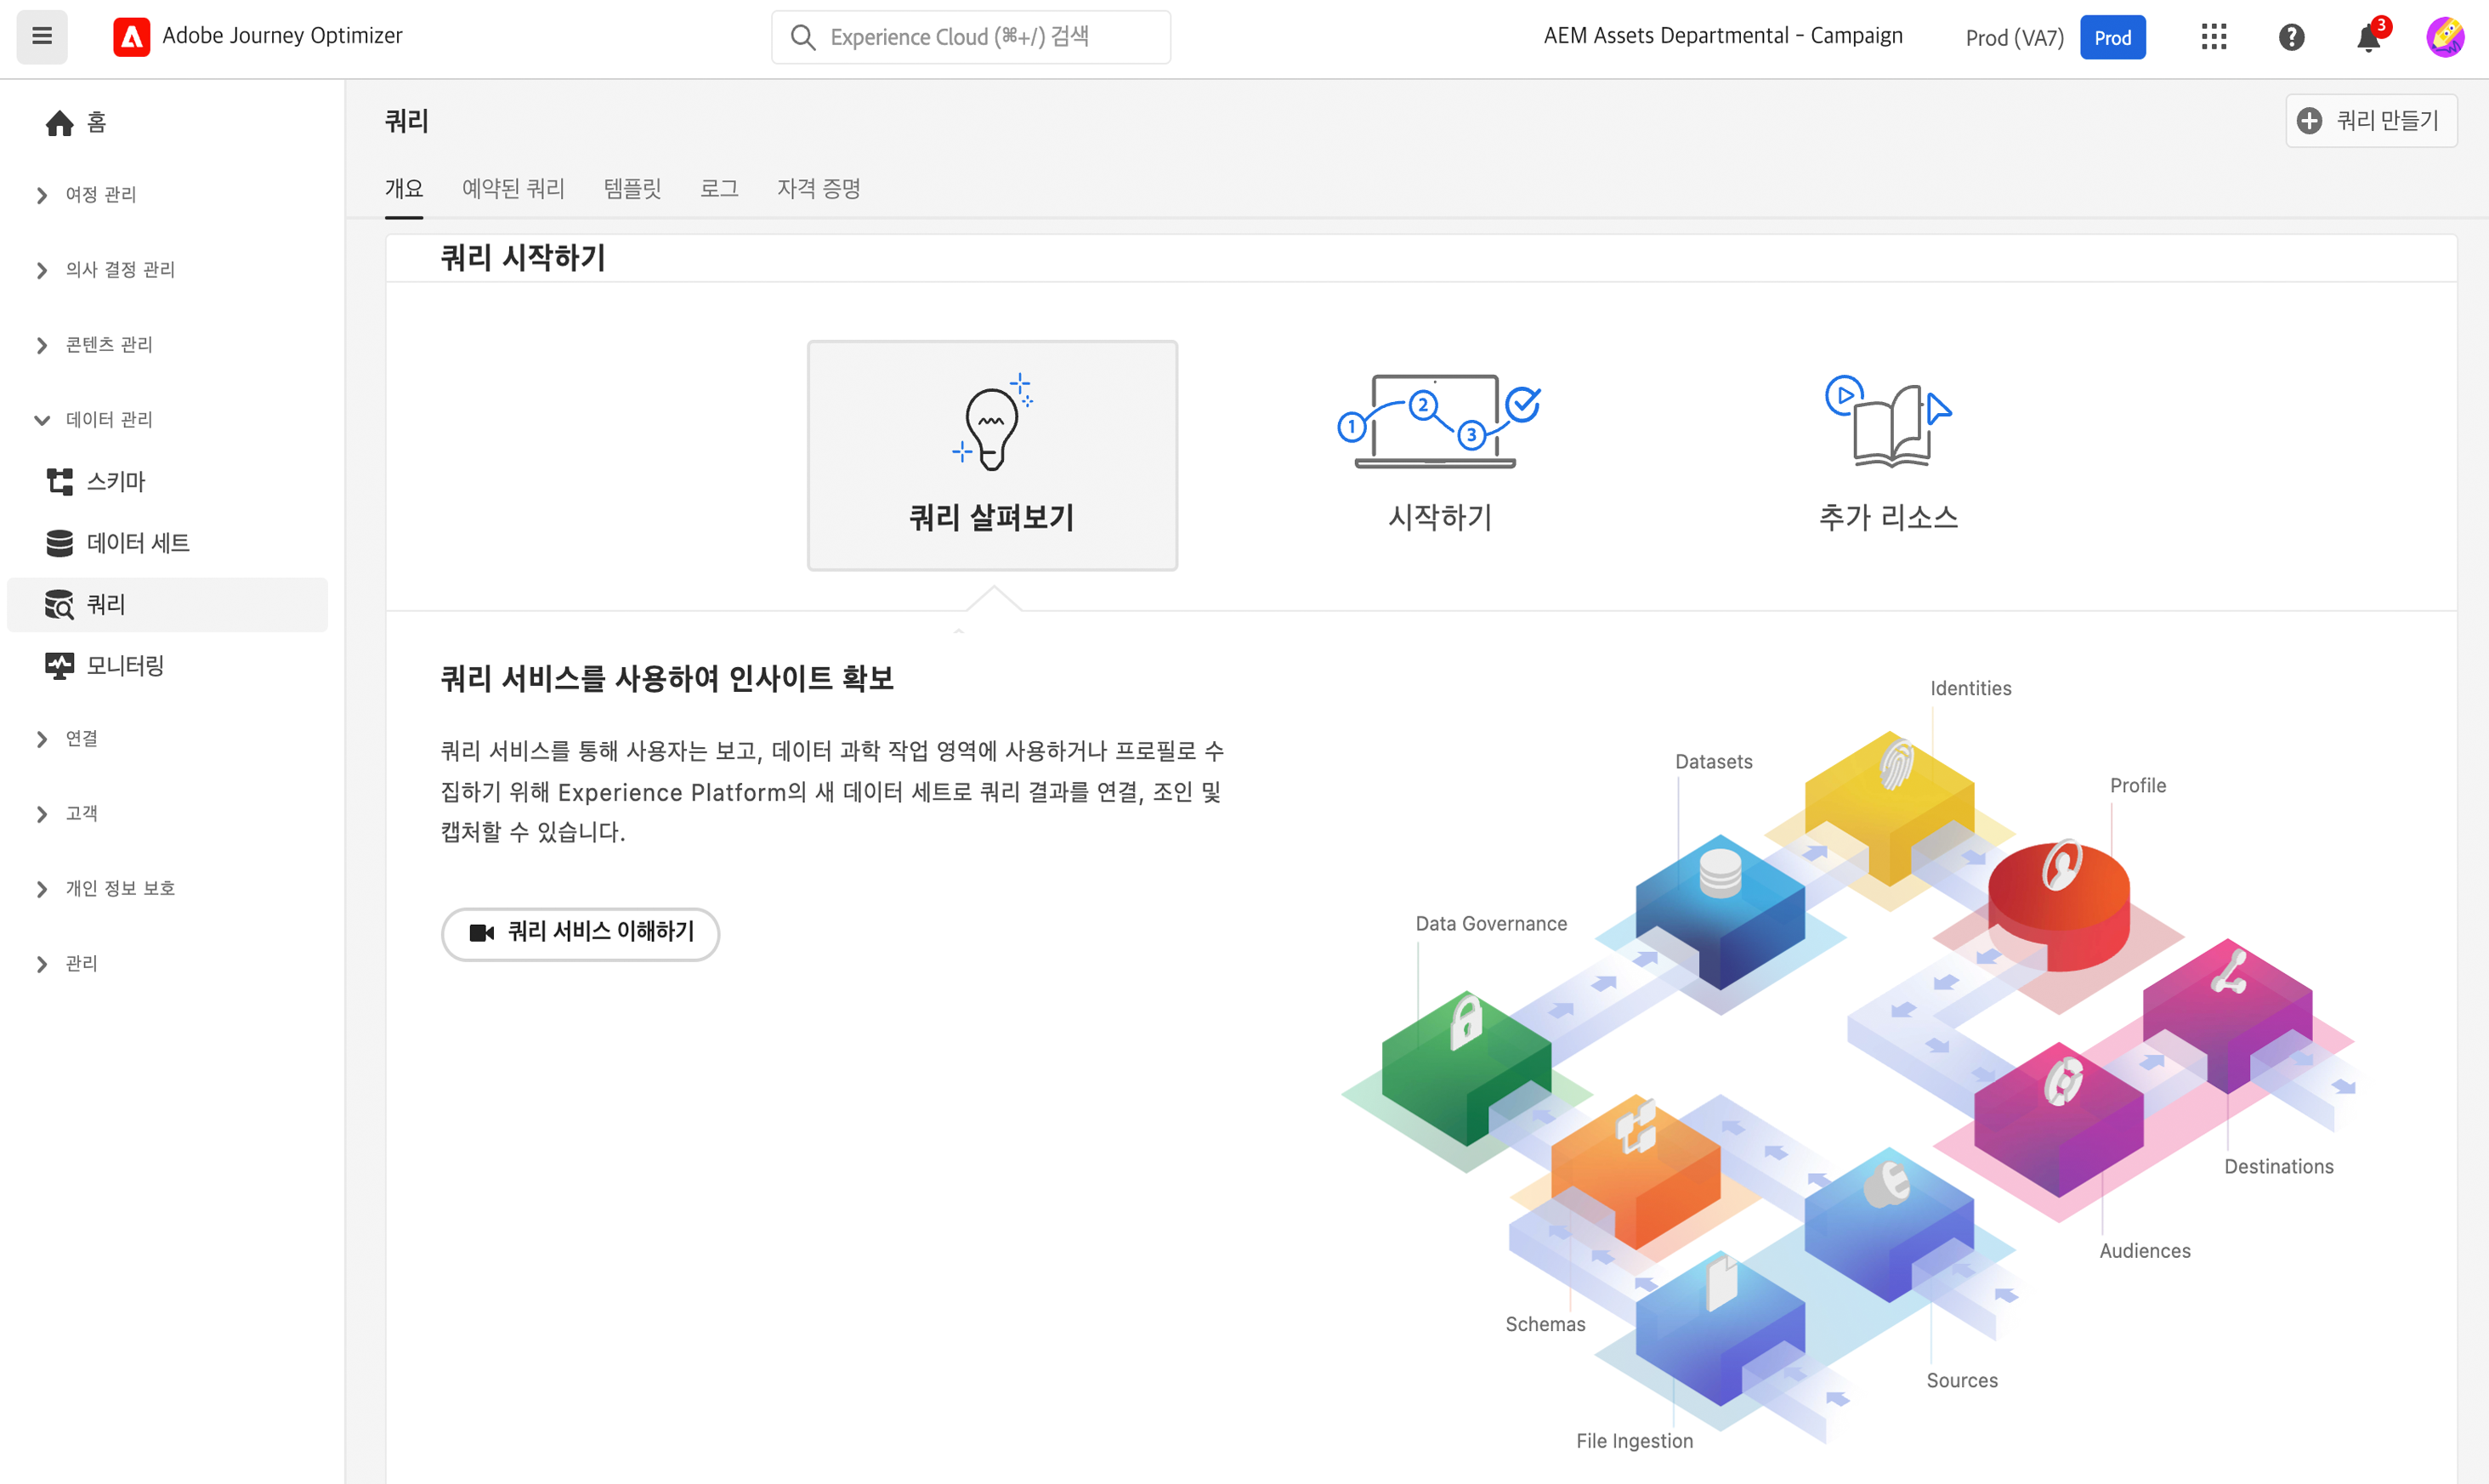 Adobe Journey Optimizer
Experience Cloud (⌘+/) 검색
AEM Assets Departmental - Campaign
Prod (VA7)
Prod
3
홈
여정 관리
의사 결정 관리
콘텐츠 관리
데이터 관리
스키마
데이터 세트
쿼리
모니터링
연결
고객
개인 정보 보호
관리
쿼리
쿼리 만들기
개요 예약된 쿼리 템플릿 로그 자격 증명
쿼리 시작하기
1 2 3
쿼리 살펴보기
시작하기
추가 리소스
쿼리 서비스를 사용하여 인사이트 확보
쿼리 서비스를 통해 사용자는 보고, 데이터 과학 작업 영역에 사용하거나 프로필로 수
집하기 위해 Experience Platform의 새 데이터 세트로 쿼리 결과를 연결, 조인 및
캡처할 수 있습니다.
쿼리 서비스 이해하기
Identities
Datasets
Profile
Data Governance
Destinations
Audiences
Schemas
Sources
File Ingestion